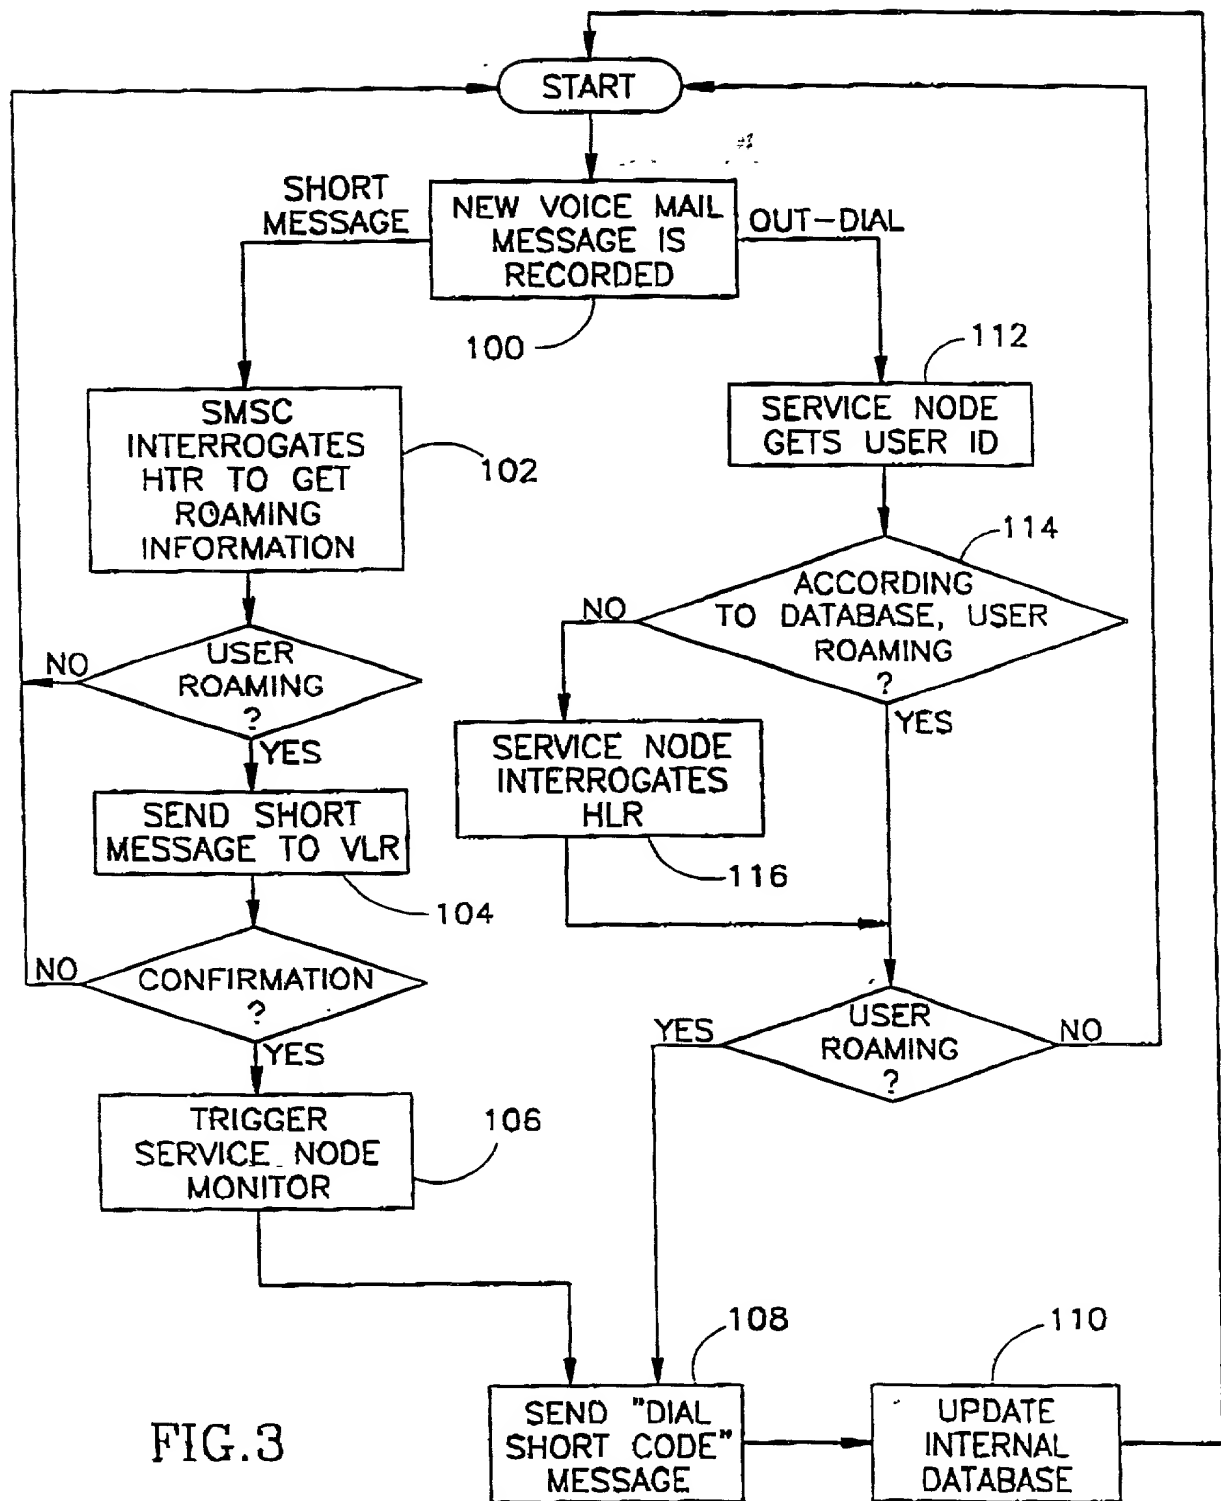 START
SHORT
MESSAGE
NEW VOICE MAIL
MESSAGE IS
RECORDED
OUT-DIAL
100
112
SMSC
INTERROGATES
HTR TO GET
ROAMING
INFORMATION
102
SERVICE NODE
GETS USER ID
114
ACCORDING
TO DATABASE, USER
ROAMING
?
NO
YES
USER
ROAMING
?
NO
YES
SERVICE NODE
INTERROGATES
HLR
116
SEND SHORT
MESSAGE TO VLR
104
CONFIRMATION
?
NO
YES
USER
ROAMING
?
YES
NO
TRIGGER
SERVICE NODE
MONITOR
106
108
110
SEND "DIAL
SHORT CODE"
MESSAGE
UPDATE
INTERNAL
DATABASE
FIG.3